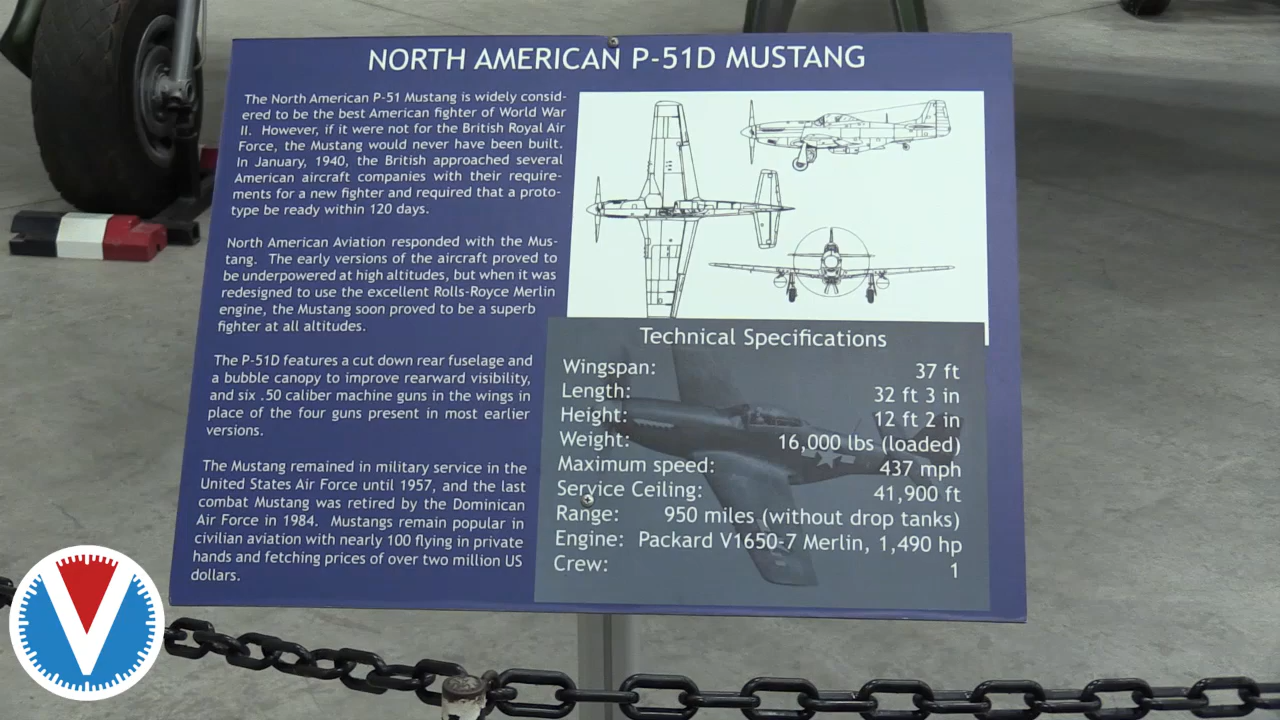 NORTH AMERICAN P-51D MUSTANG
The North American P-51 Mustang is widely consid-
ered to be the best American fighter of World War
II. However, if it were not for the British Royal Air
Force, the Mustang would never have been built.
In January, 1940, the British approached several
American aircraft companies with their require-
ments for a new fighter and required that a proto-
type be ready within 120 days.
North American Aviation responded with the Mus-
tang. The early versions of the aircraft proved to
be underpowered at high altitudes, but when it was
redesigned to use the excellent Rolls-Royce Merlin
engine, the Mustang soon proved to be a superb
fighter at all altitudes.
The P-51D features a cut down rear fuselage and
a bubble canopy to improve rearward visibility,
and six .50 caliber machine guns in the wings in
place of the four guns present in most earlier
versions.
The Mustang remained in military service in the
United States Air Force until 1957, and the last
combat Mustang was retired by the Dominican
Air Force in 1984. Mustangs remain popular in
civilian aviation with nearly 100 flying in private
hands and fetching prices of over two million US
dollars.
Technical Specifications
Wingspan: 37 ft
Length: 32 ft 3 in
Height: 12 ft 2 in
Weight: 16,000 lbs (loaded)
Maximum speed: 437 mph
Service Ceiling: 41,900 ft
Range: 950 miles (without drop tanks)
Engine: Packard V1650-7 Merlin, 1,490 hp
Crew: 1
V